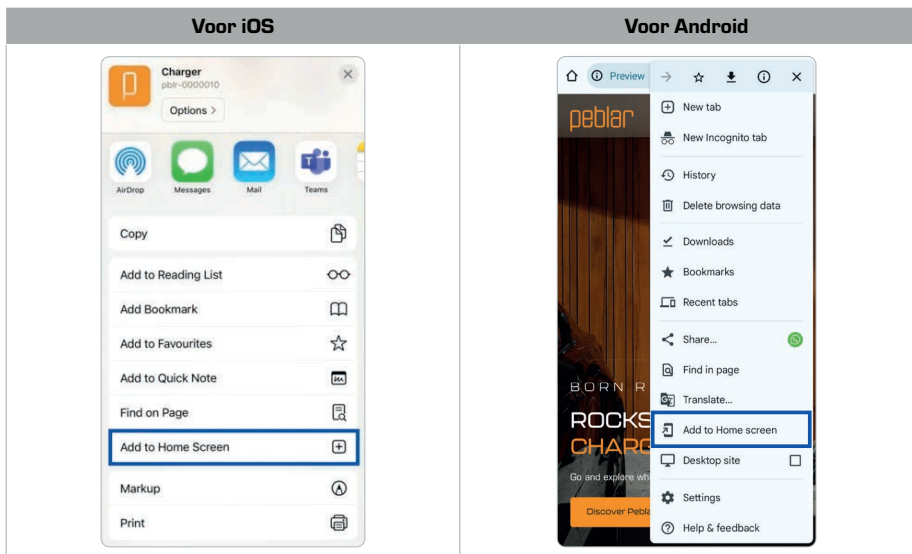 Voor iOS
Voor Android
Charger
pblr-0000010
Options >
AirDrop
Messages
Mail
Teams
Copy
Add to Reading List
Add Bookmark
Add to Favourites
Add to Quick Note
Find on Page
Add to Home Screen
Markup
Print
Preview
peblar
New tab
New Incognito tab
History
Delete browsing data
Downloads
Bookmarks
Recent tabs
Share...
Find in page
BORN R
Translate...
ROCKS
Add to Home screen
CHARG
Desktop site
Go and explore wh
Settings
Discover Pebla
Help & feedback